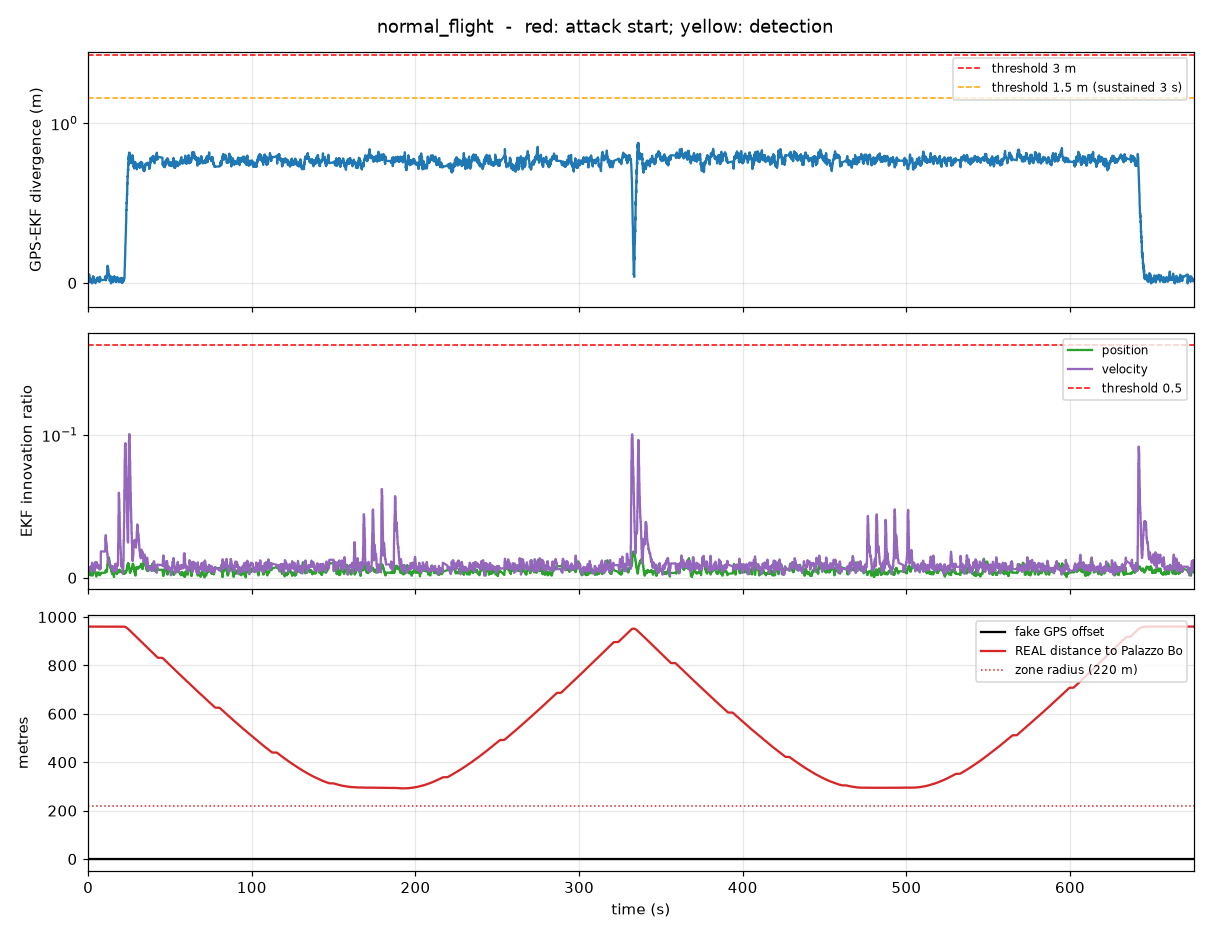 normal_flight - red: attack start; yellow: detection
GPS-EKF divergence (m)
10⁰
0
threshold 3 m
threshold 1.5 m (sustained 3 s)
EKF innovation ratio
10⁻¹
0
position
velocity
threshold 0.5
metres
1000
800
600
400
200
0
fake GPS offset
REAL distance to Palazzo Bo
zone radius (220 m)
0 100 200 300 400 500 600
time (s)